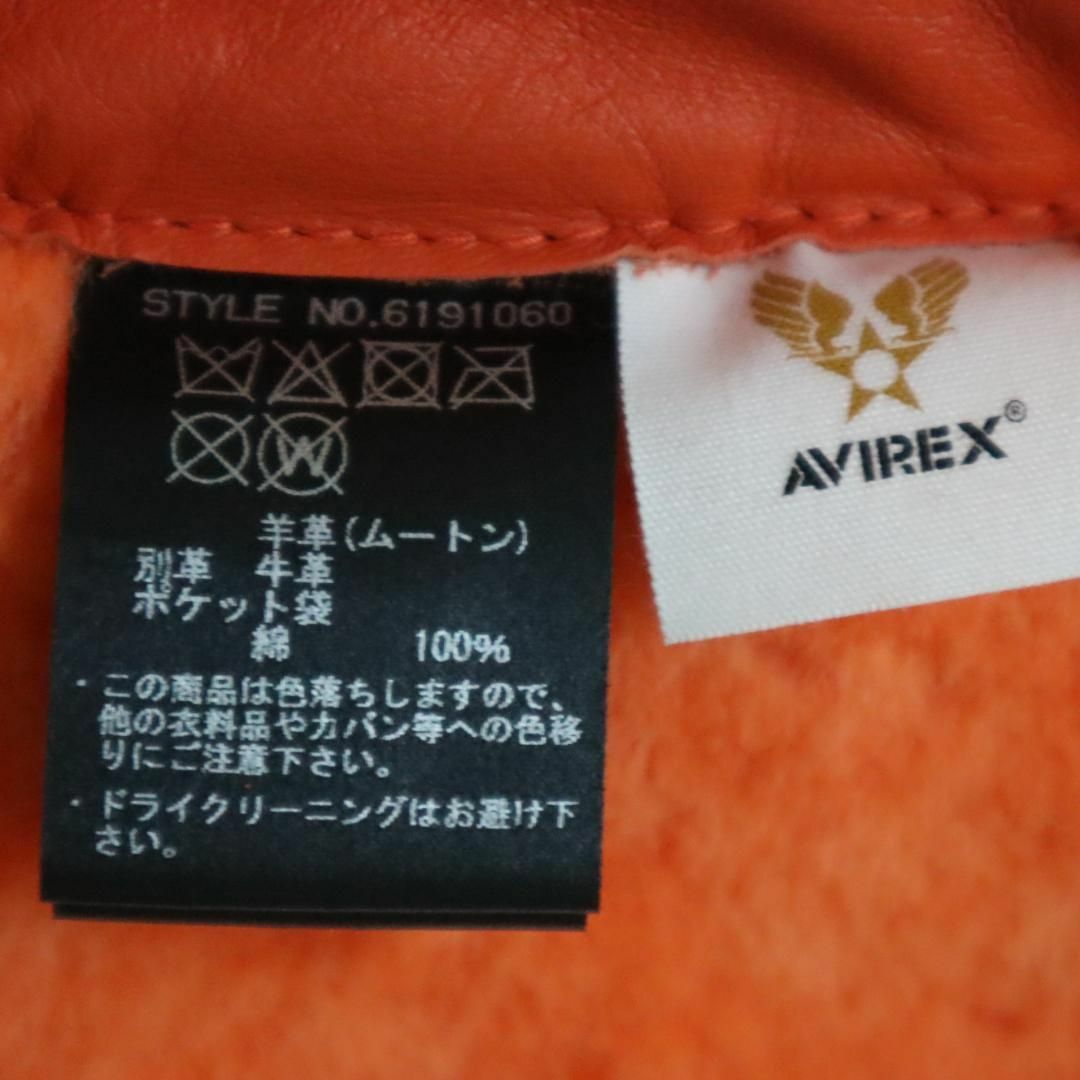 STYLE NO.6191060
W
羊革(ムートン)
別革 牛革
ポケット袋
綿 100%
・この商品は色落ちしますので、
他の衣料品やカバン等への色移
りにご注意下さい。
・ドライクリーニングはお避け下
さい。
AVIREX®